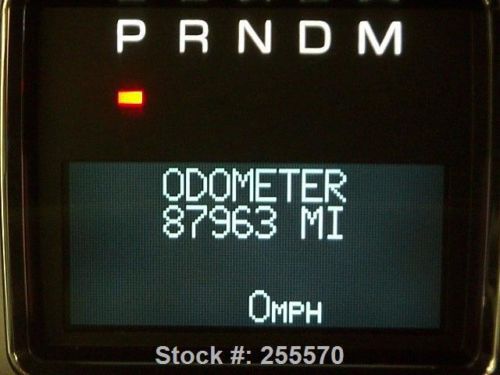 P R N D M
ODOMETER
87963 MI
0MPH
Stock #: 255570